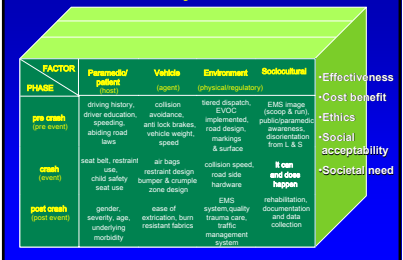 FACTOR
PHASE
Paramedic/
patient
(host)
Vehicle
(agent)
Environment
(physical/regulatory)
Sociocultural
pre crash
(pre event)
driving history,
driver education,
speeding,
abiding road
laws
collision
avoidance,
anti lock brakes,
vehicle weight,
speed
tiered dispatch,
EVOC
implemented,
road design,
markings
& surface
EMS image
(scoop & run),
public/paramedic
awareness,
disorientation
from L & S
crash
(event)
seat belt, restraint
use,
child safety
seat use
air bags
restraint design
bumper & crumple
zone design
collision speed,
road side
hardware
it can
and does
happen
post crash
(post event)
gender,
severity, age,
underlying
morbidity
ease of
extrication, burn
resistant fabrics
EMS
system,quality
trauma care,
traffic
management
system
rehabilitation,
documentation
and data
collection
•Effectiveness
•Cost benefit
•Ethics
•Social
acceptability
•Societal need